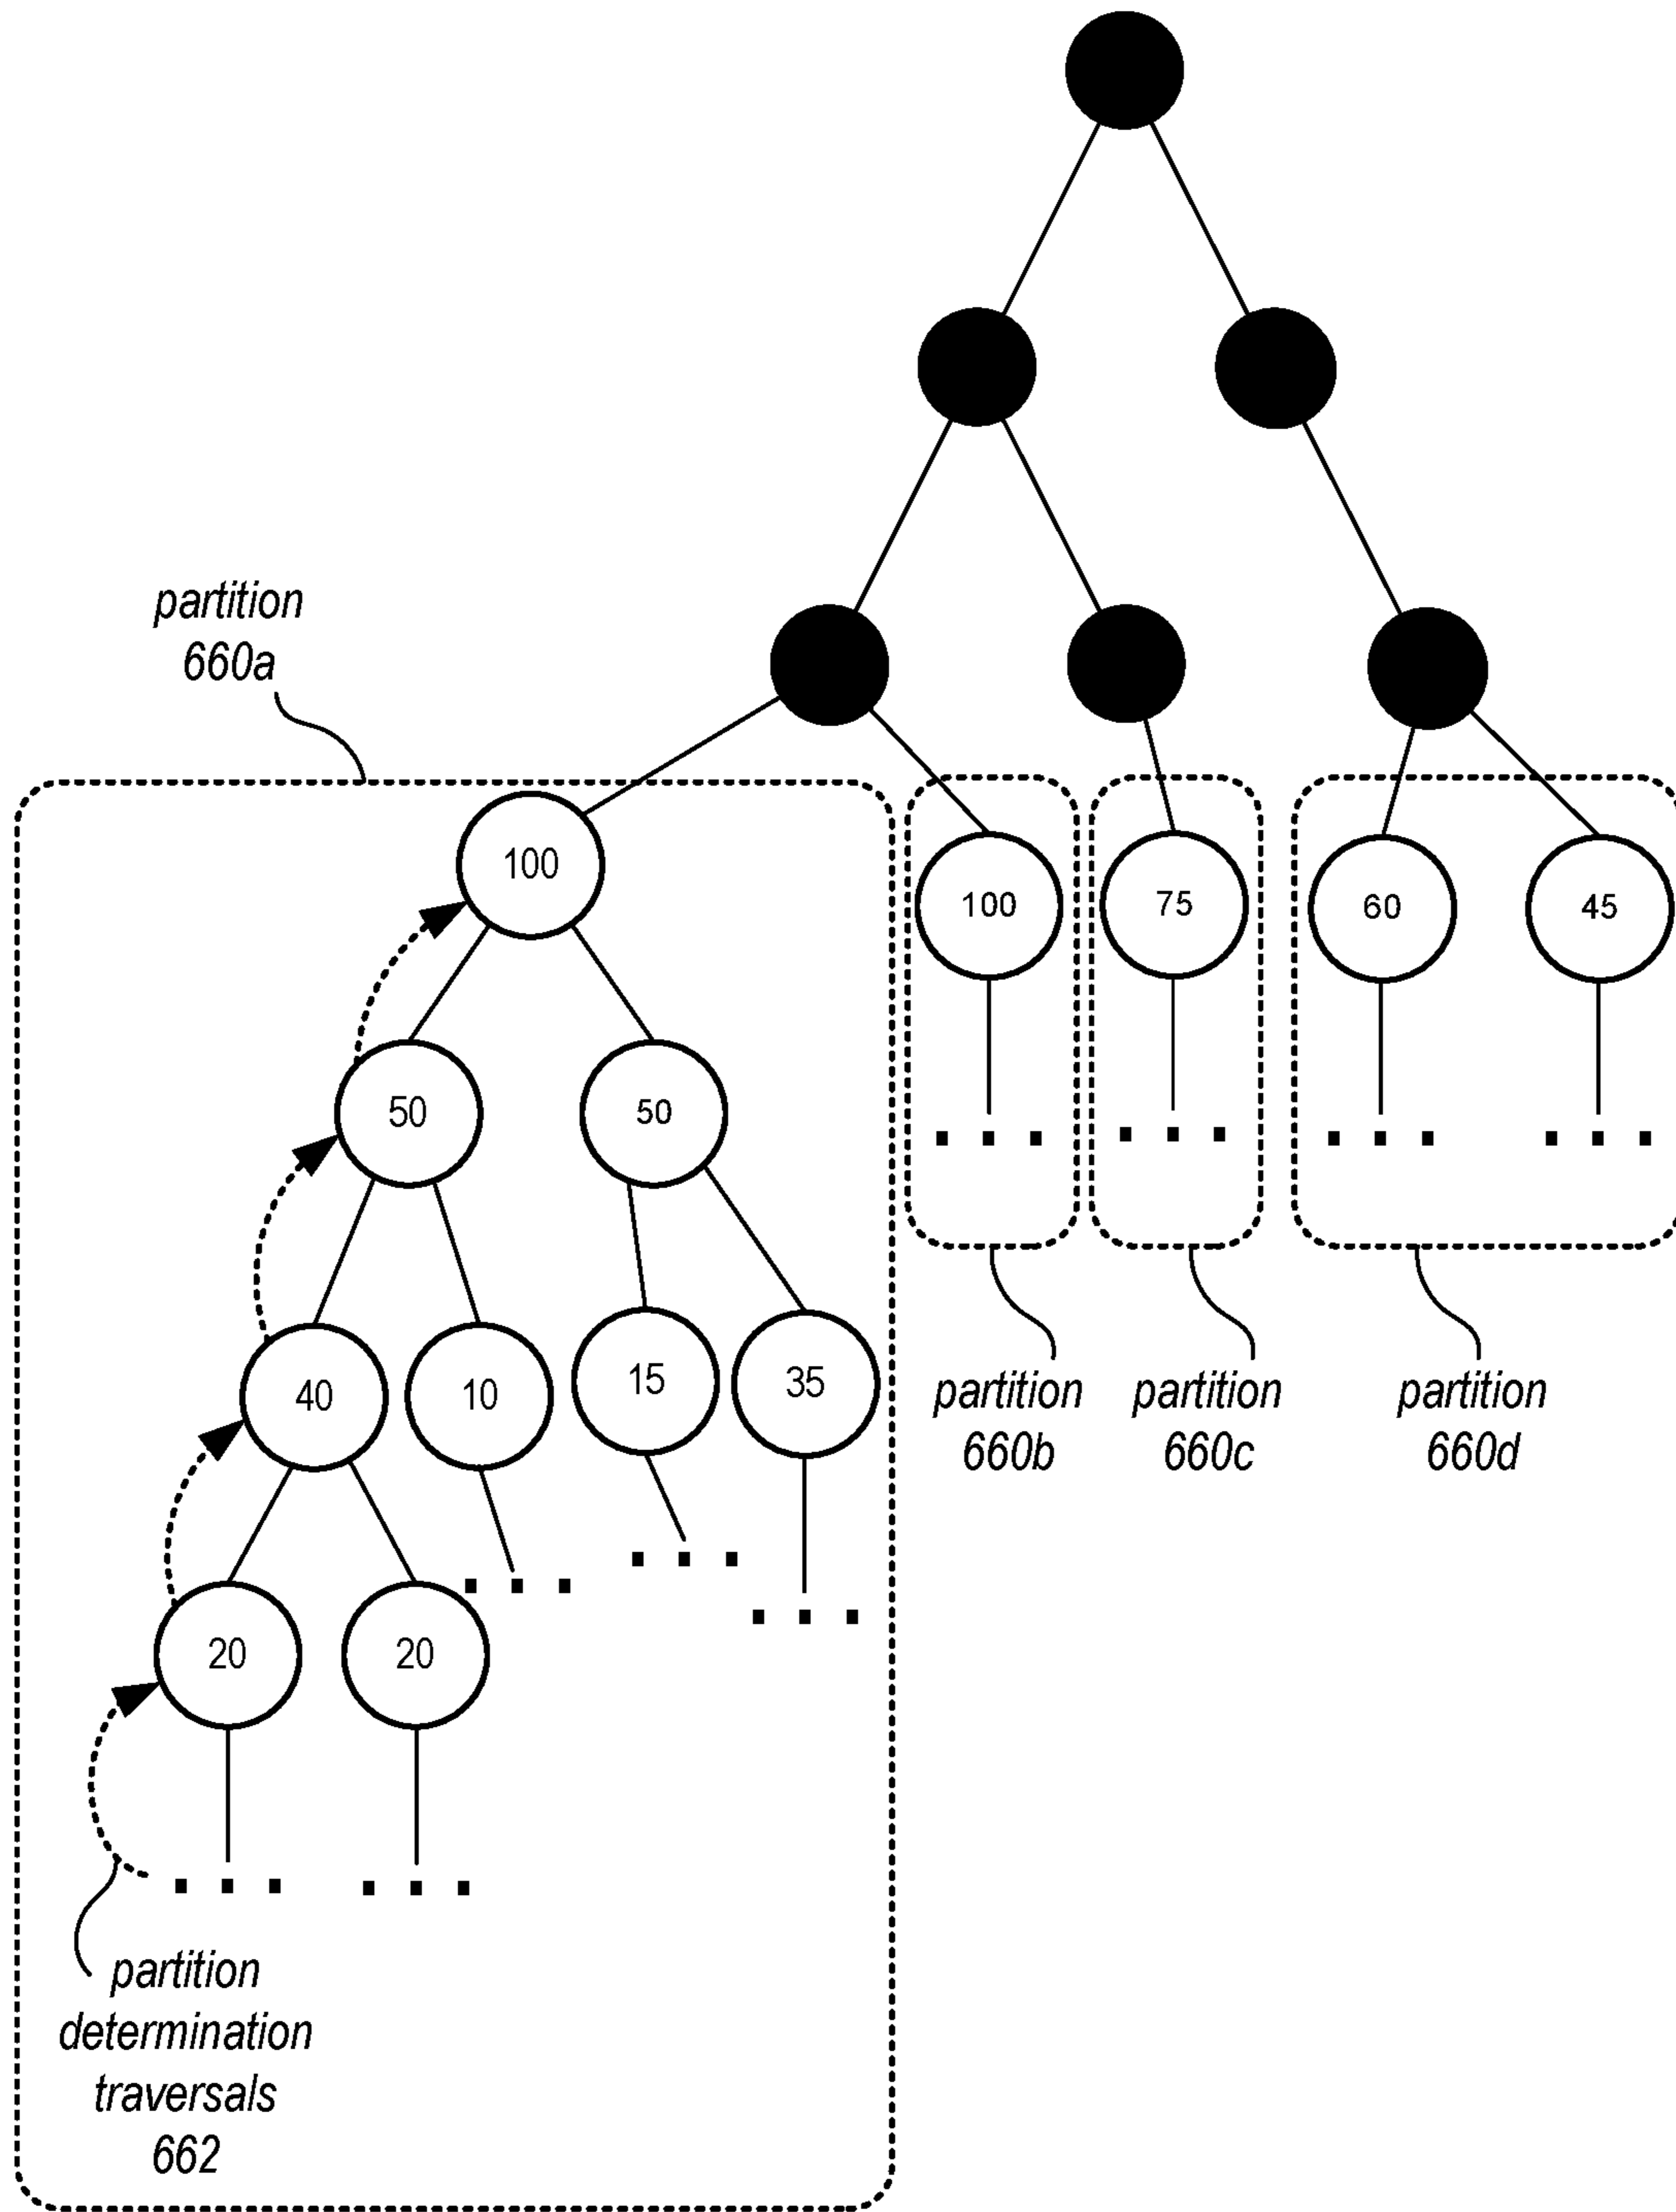 partition
660a
100
100
75
60
45
50
50
40
10
15
35
partition
660b
partition
660c
partition
660d
20
20
partition
determination
traversals
662